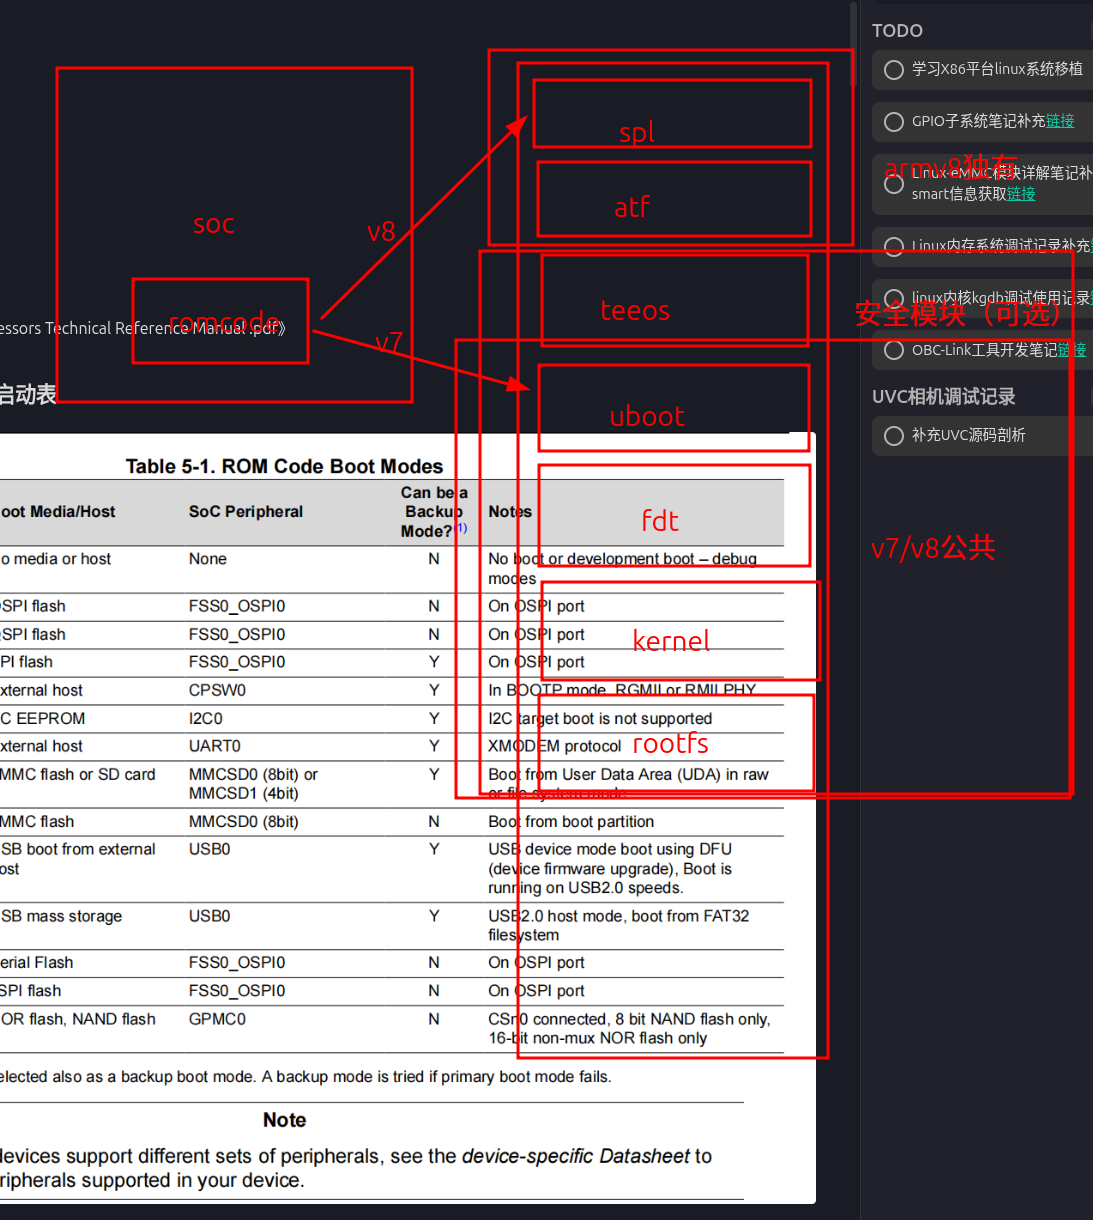 TODO
学习X86平台linux系统移植
GPIO子系统笔记补充链接
Linux-eMMC模块详解笔记补
smart信息获取链接
armv8独有
Linux内存系统调试记录补充
linux内核kgdb调试使用记录
安全模块（可选）
OBC-Link工具开发笔记链接
UVC相机调试记录
补充UVC源码剖析
v7/v8公共
soc
romcode
v8
v7
spl
atf
teeos
uboot
fdt
kernel
rootfs
essors Technical Reference Manual .pdf》
启动表
Table 5-1. ROM Code Boot Modes
oot Media/Host SoC Peripheral Can be a Backup Mode?(1) Notes
o media or host None N No boot or development boot – debug modes
SPI flash FSS0_OSPI0 N On OSPI port
SPI flash FSS0_OSPI0 N On OSPI port
PI flash FSS0_OSPI0 Y On OSPI port
xternal host CPSW0 Y In BOOTP mode, RGMII or RMII PHY
C EEPROM I2C0 Y I2C target boot is not supported
xternal host UART0 Y XMODEM protocol
MMC flash or SD card MMCSD0 (8bit) or MMCSD1 (4bit) Y Boot from User Data Area (UDA) in raw or file system mode
MMC flash MMCSD0 (8bit) N Boot from boot partition
SB boot from external ost USB0 Y USB device mode boot using DFU (device firmware upgrade), Boot is running on USB2.0 speeds.
SB mass storage USB0 Y USB2.0 host mode, boot from FAT32 filesystem
erial Flash FSS0_OSPI0 N On OSPI port
SPI flash FSS0_OSPI0 N On OSPI port
OR flash, NAND flash GPMC0 N CSn0 connected, 8 bit NAND flash only, 16-bit non-mux NOR flash only
elected also as a backup boot mode. A backup mode is tried if primary boot mode fails.
Note
devices support different sets of peripherals, see the device-specific Datasheet to
ripherals supported in your device.